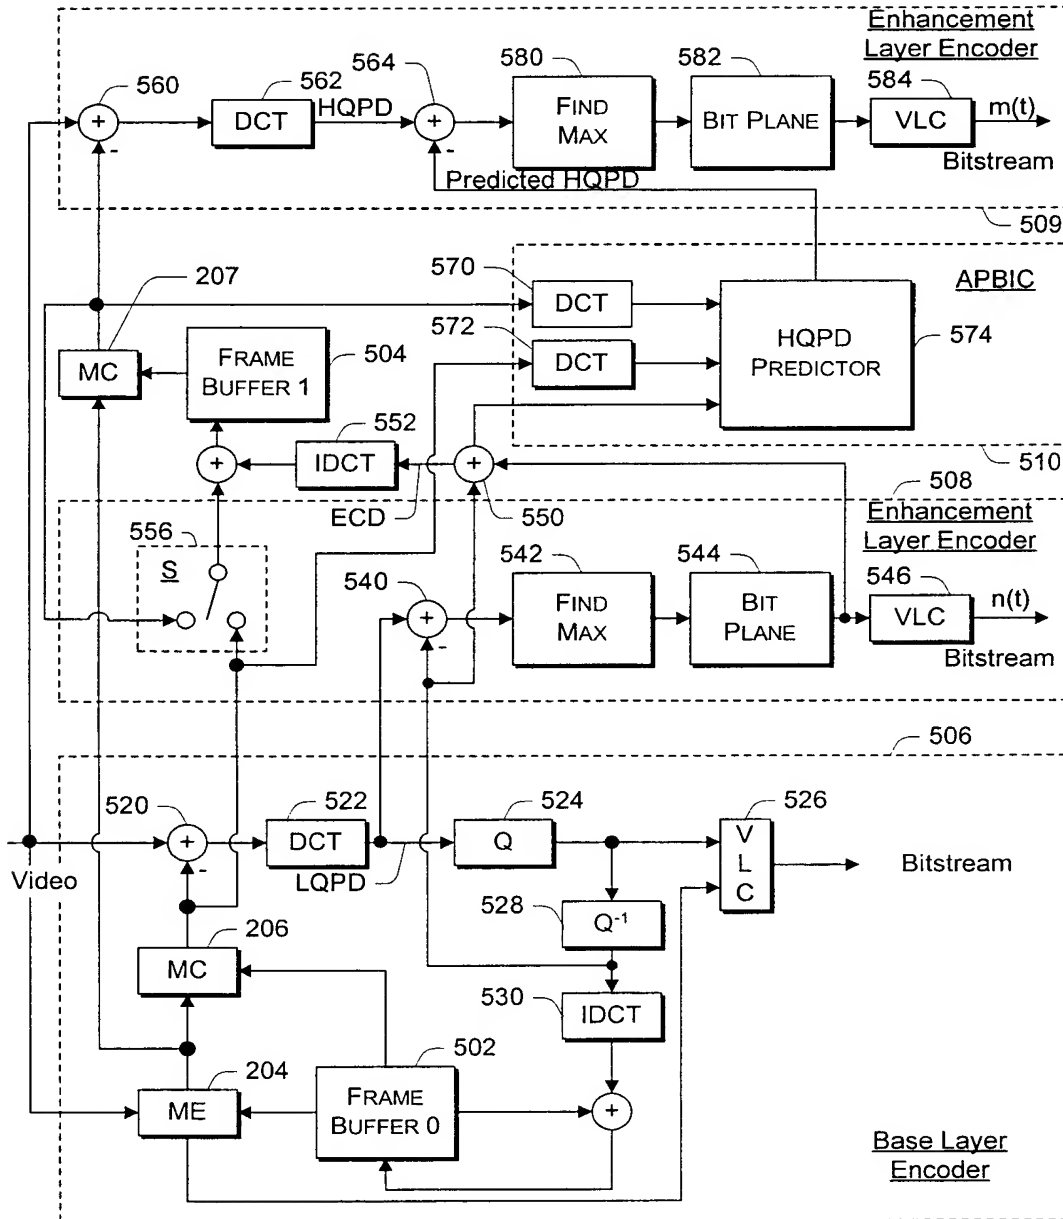 Enhancement
Layer Encoder
560
562
HQPD
564
580
582
584
DCT
FIND
MAX
BIT PLANE
VLC
m(t)
Bitstream
+
+
-
-
Predicted HQPD
509
207
570
DCT
APBIC
572
DCT
HQPD
PREDICTOR
574
MC
FRAME
BUFFER 1
504
552
+
IDCT
+
510
ECD
550
508
Enhancement
Layer Encoder
556
S
540
542
544
546
+
-
FIND
MAX
BIT
PLANE
VLC
n(t)
Bitstream
506
520
522
524
526
+
-
DCT
Q
V
L
C
Video
LQPD
Bitstream
528
Q-1
206
MC
530
IDCT
204
502
ME
FRAME
BUFFER 0
+
Base Layer
Encoder